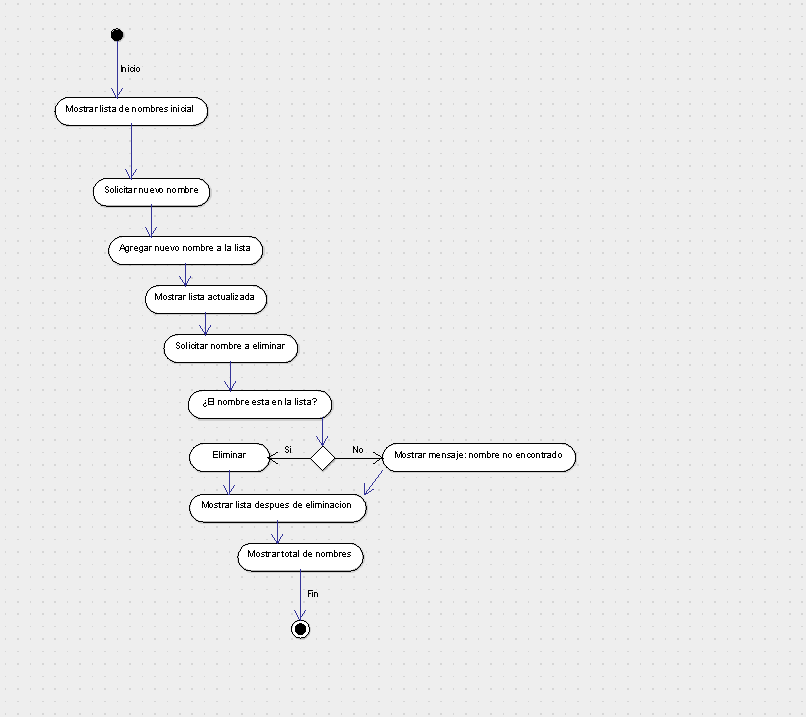 Inicio
Mostrar lista de nombres inicial
Solicitar nuevo nombre
Agregar nuevo nombre a la lista
Mostrar lista actualizada
Solicitar nombre a eliminar
¿El nombre esta en la lista?
Eliminar
Si
No
Mostrar mensaje: nombre no encontrado
Mostrar lista despues de eliminacion
Mostrar total de nombres
Fin